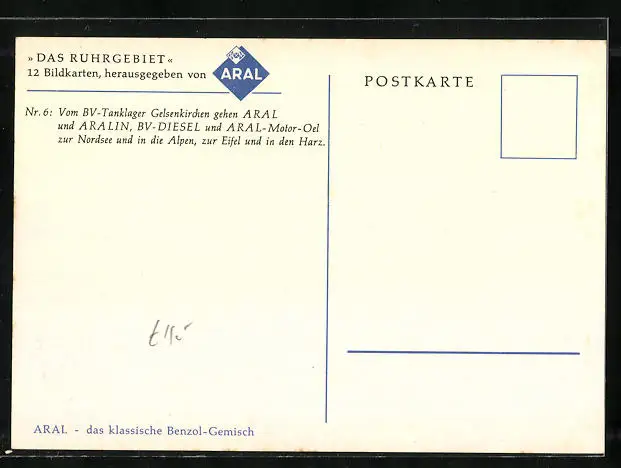 »DAS RUHRGEBIET«
12 Bildkarten, herausgegeben von
BV
ARAL
Nr. 6: Vom BV-Tanklager Gelsenkirchen gehen ARAL
und ARALIN, BV-DIESEL und ARAL-Motor-Oel
zur Nordsee und in die Alpen, zur Eifel und in den Harz.
POSTKARTE
ARAL - das klassische Benzol-Gemisch